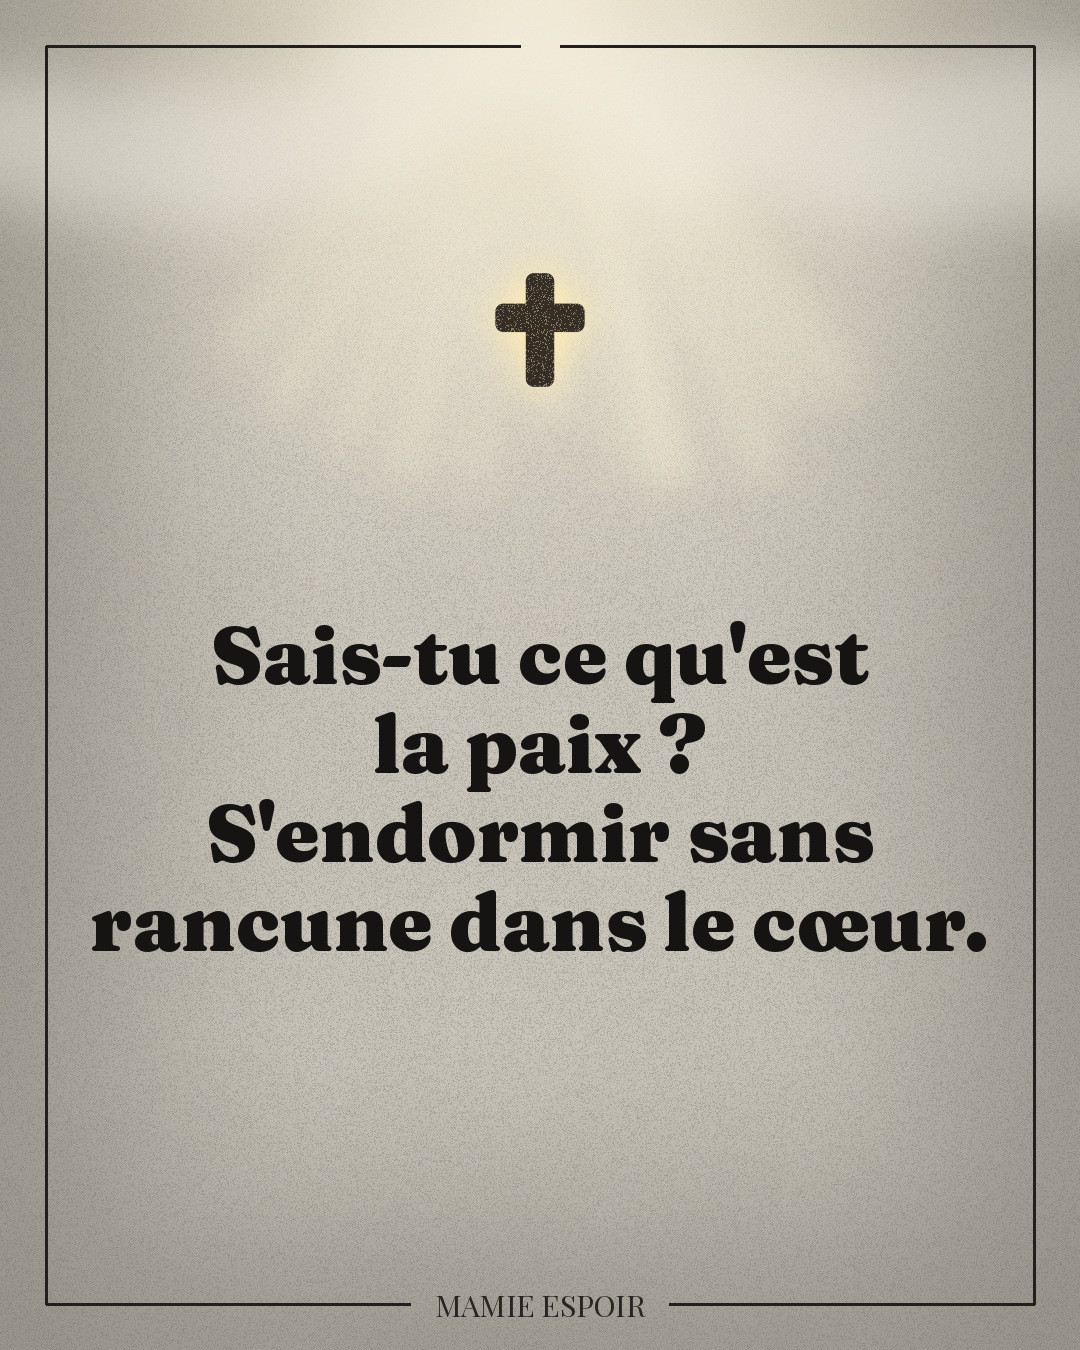 Sais-tu ce qu'est
la paix ?
S'endormir sans
rancune dans le cœur.
MAMIE ESPOIR